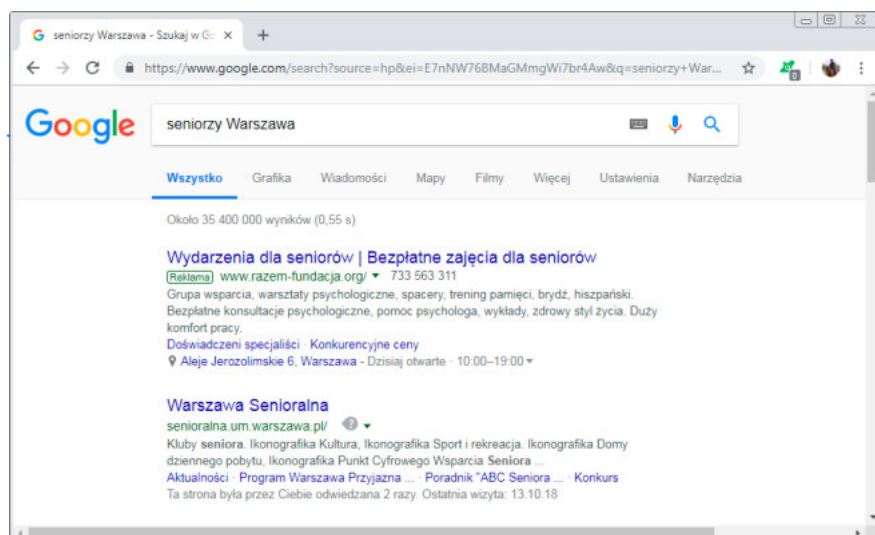 seniorzy Warszawa - Szukaj w Go
https://www.google.com/search?source=hp&ei=E7nNW76BMaGMmgWi7br4Aw&q=seniorzy+War...
0
Google
seniorzy Warszawa
Wszystko Grafika Wiadomości Mapy Filmy Więcej Ustawienia Narzędzia
Około 35 400 000 wyników (0,55 s)
Wydarzenia dla seniorów | Bezpłatne zajęcia dla seniorów
Reklama www.razem-fundacja.org/ 733 563 311
Grupa wsparcia, warsztaty psychologiczne, spacery, trening pamięci, brydż, hiszpański.
Bezpłatne konsultacje psychologiczne, pomoc psychologa, wykłady, zdrowy styl życia. Duży
komfort pracy.
Doświadczeni specjaliści · Konkurencyjne ceny
Aleje Jerozolimskie 6, Warszawa - Dzisiaj otwarte · 10:00–19:00
Warszawa Senioralna
senioralna.um.warszawa.pl/
Kluby seniora. Ikonografika Kultura, Ikonografika Sport i rekreacja. Ikonografika Domy
dziennego pobytu, Ikonografika Punkt Cyfrowego Wsparcia Seniora ...
Aktualności · Program Warszawa Przyjazna ... · Poradnik "ABC Seniora ... · Konkurs
Ta strona była przez Ciebie odwiedzana 2 razy. Ostatnia wizyta: 13.10.18